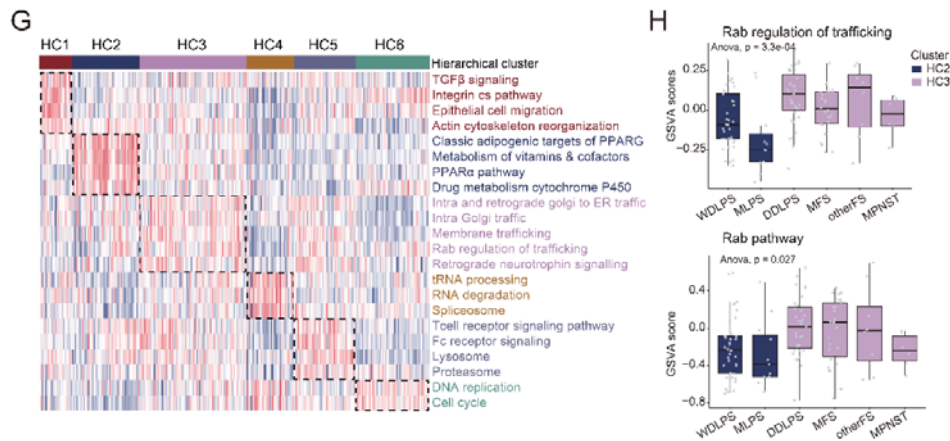 G
HC1 HC2 HC3 HC4 HC5 HC6
Hierarchical cluster
TGFβ signaling
Integrin cs pathway
Epithelial cell migration
Actin cytoskeleton reorganization
Classic adipogenic targets of PPARG
Metabolism of vitamins & cofactors
PPARα pathway
Drug metabolism cytochrome P450
Intra and retrograde golgi to ER traffic
Intra Golgi traffic
Membrane trafficking
Rab regulation of trafficking
Retrograde neurotrophin signalling
tRNA processing
RNA degradation
Spliceosome
Tcell receptor signaling pathway
Fc receptor signaling
Lysosome
Proteasome
DNA replication
Cell cycle
H
Rab regulation of trafficking
Anova, p = 3.3e-04
GSVA scores
0.25
0.00
-0.25
WDLPS MLPS DDLPS MFS otherFS MPNST
Cluster
HC2
HC3
Rab pathway
Anova, p = 0.027
GSVA score
0.4
-0.0
-0.4
-0.8
WDLPS MLPS DDLPS MFS otherFS MPNST